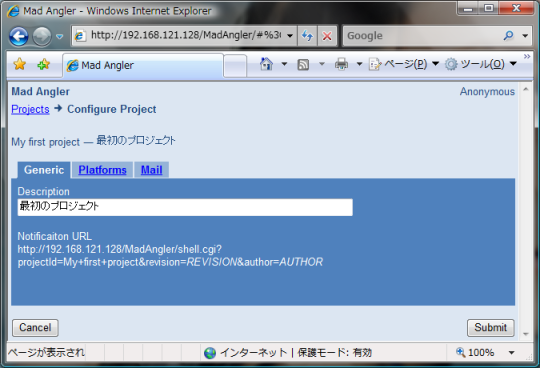 Mad Angler - Windows Internet Explorer
http://192.168.121.128/MadAngler/#%3C
Google
Mad Angler
ページ(P)
ツール(O)
Mad Angler
Anonymous
Projects → Configure Project
My first project — 最初のプロジェクト
Generic Platforms Mail
Description
最初のプロジェクト
Notificaiton URL
http://192.168.121.128/MadAngler/shell.cgi?
projectId=My+first+project&revision=REVISION&author=AUTHOR
Cancel
Submit
ページが表示され
インターネット | 保護モード: 有効
100%